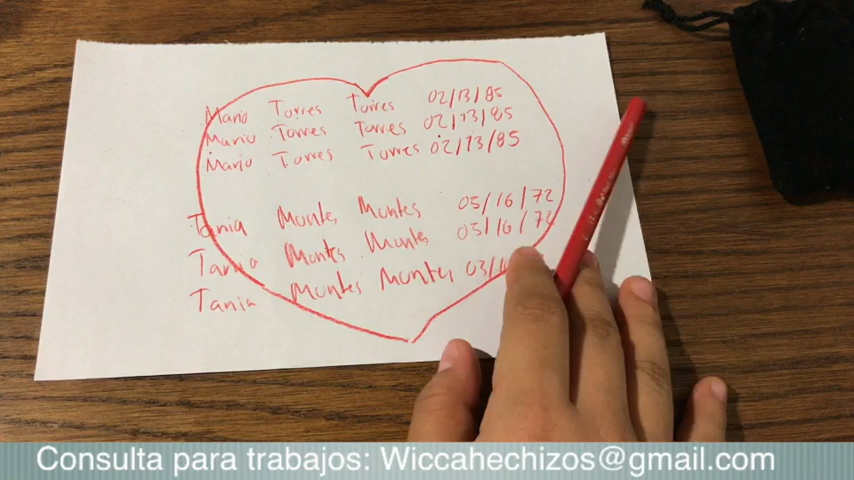 Mario Torres Torres 02/13/85
Mario Torres Torres 02/13/85
Mario Torres Torres 02/13/85
Tania Montes Montes 05/16/72
Tania Montes Montes 05/16/72
Tania Montes Montes
Consulta para trabajos: Wiccahechizos@gmail.com